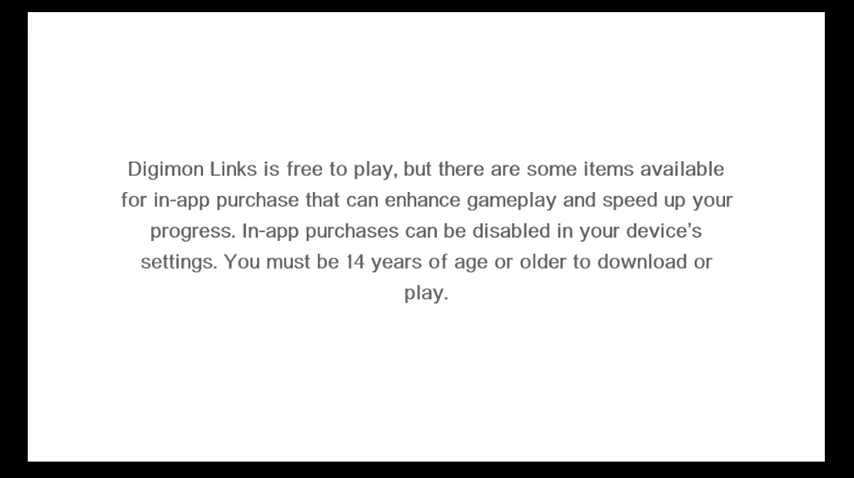 Digimon Links is free to play, but there are some items available
for in-app purchase that can enhance gameplay and speed up your
progress. In-app purchases can be disabled in your device’s
settings. You must be 14 years of age or older to download or
play.